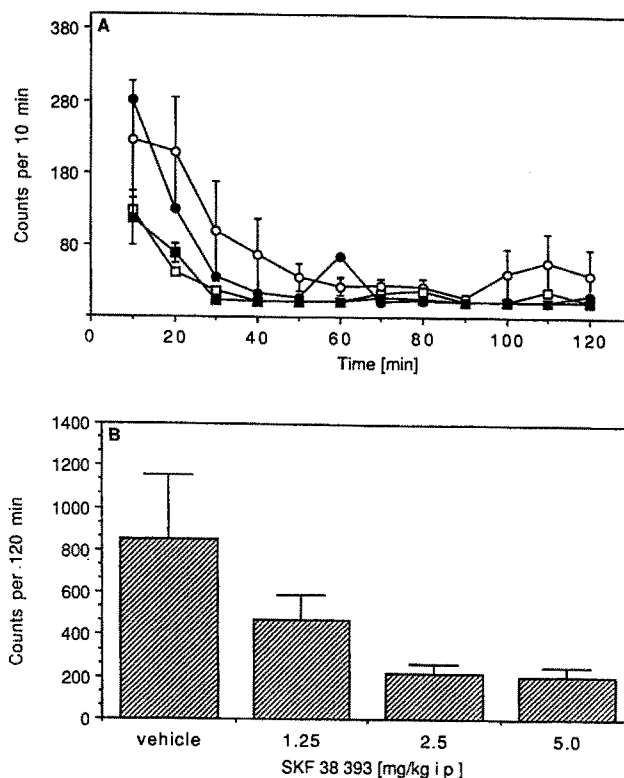 A
380
280
180
80
Counts per 10 min
0 20 40 60 80 100 120
Time [min]
B
1400
1200
1000
800
600
400
200
0
Counts per 120 min
vehicle 1.25 2.5 5.0
SKF 38 393 [mg/kg i p]